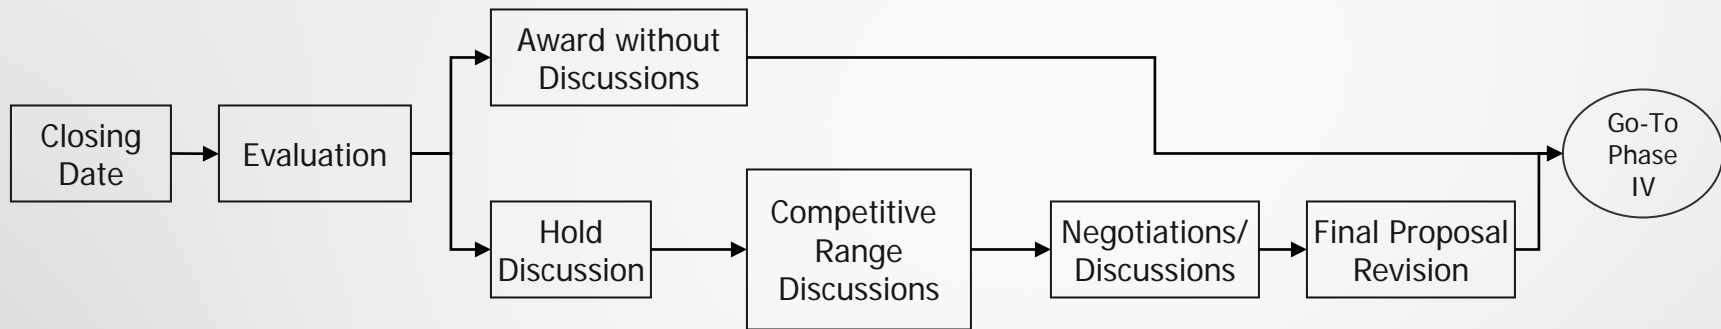 Closing
Date
Evaluation
Award without
Discussions
Hold
Discussion
Competitive
Range
Discussions
Negotiations/
Discussions
Final Proposal
Revision
Go-To
Phase
IV